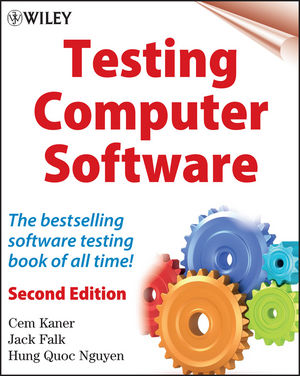 WILEY
Testing
Computer
Software
The bestselling
software testing
book of all time!
Second Edition
Cem Kaner
Jack Falk
Hung Quoc Nguyen